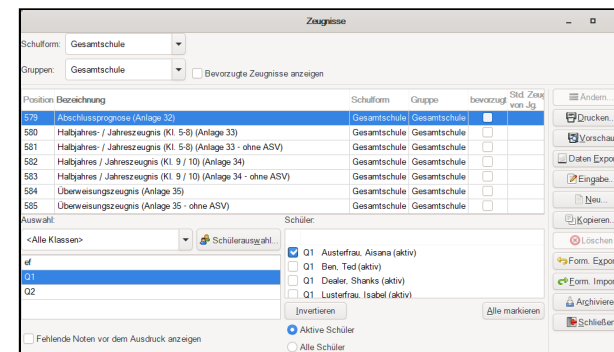 Zeugnisse
Schulform: Gesamtschule
Gruppen: Gesamtschule Bevorzugte Zeugnisse anzeigen
Position Bezeichnung Schulform Gruppe bevorzugt Std. Zeug
von Jg.
579 Abschlussprognose (Anlage 32) Gesamtschule Gesamtschule
580 Halbjahres- / Jahreszeugnis (Kl. 5-8) (Anlage 33) Gesamtschule Gesamtschule
581 Halbjahres- / Jahreszeugnis (Kl. 5-8) (Anlage 33 - ohne ASV) Gesamtschule Gesamtschule
582 Halbjahres / Jahreszeugnis (Kl. 9 / 10) (Anlage 34) Gesamtschule Gesamtschule
583 Halbjahres / Jahreszeugnis (Kl. 9 / 10) (Anlage 34 - ohne ASV) Gesamtschule Gesamtschule
584 Überweisungszeugnis (Anlage 35) Gesamtschule Gesamtschule
585 Überweisungszeugnis (Anlage 35 - ohne ASV) Gesamtschule Gesamtschule
Ändern..
Drucken..
Vorschau
Daten Expor
Eingabe..
Neu...
Kopieren..
Löschen
Form. Expor
Form. Impor
Archiviere
Schließen
Auswahl:
<Alle Klassen> Schülerauswahl...
ef
Q1
Q2
Fehlende Noten vor dem Ausdruck anzeigen
Schüler:
Q1 Austerfrau, Aisana (aktiv)
Q1 Ben, Ted (aktiv)
Q1 Dealer, Shanks (aktiv)
Q1 Lusterfrau, Isabel (aktiv)
Invertieren Alle markieren
Aktive Schüler
Alle Schüler